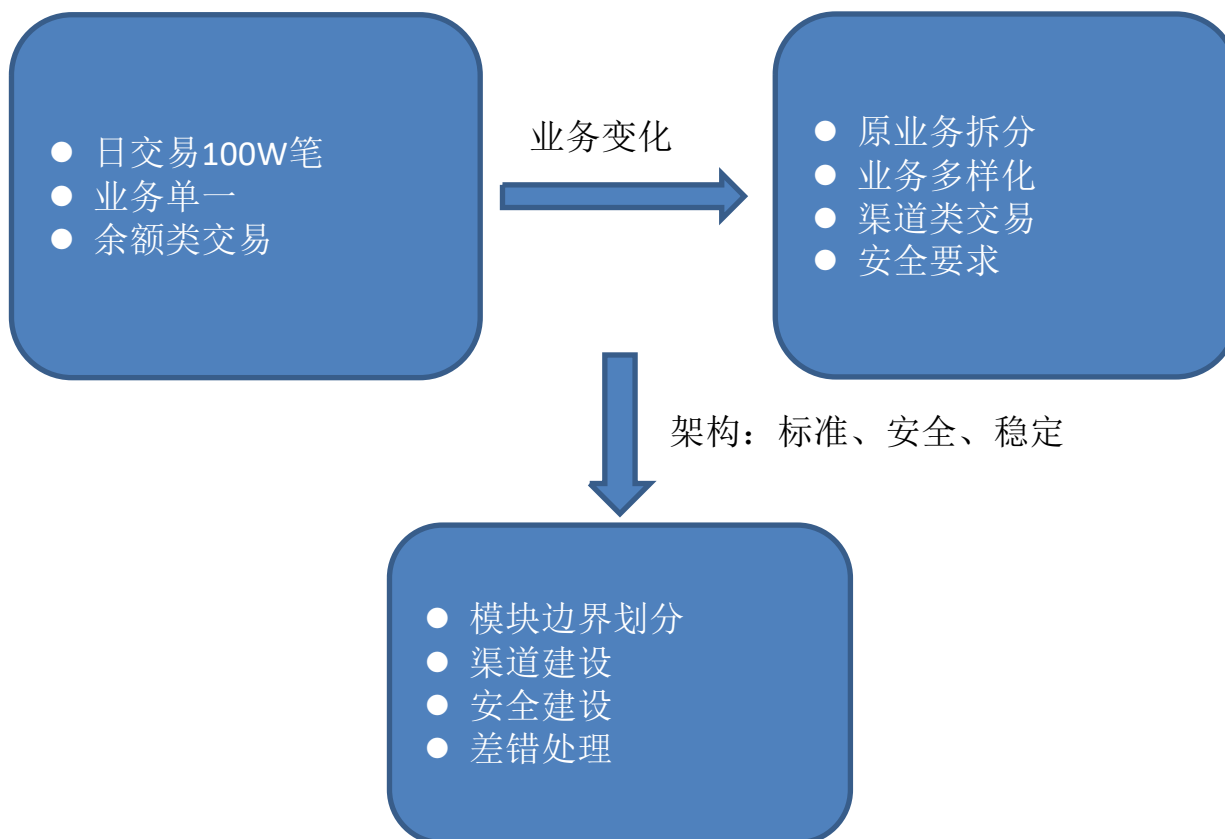 日交易100W笔
业务单一
余额类交易
业务变化
原业务拆分
业务多样化
渠道类交易
安全要求
架构：标准、安全、稳定
模块边界划分
渠道建设
安全建设
差错处理